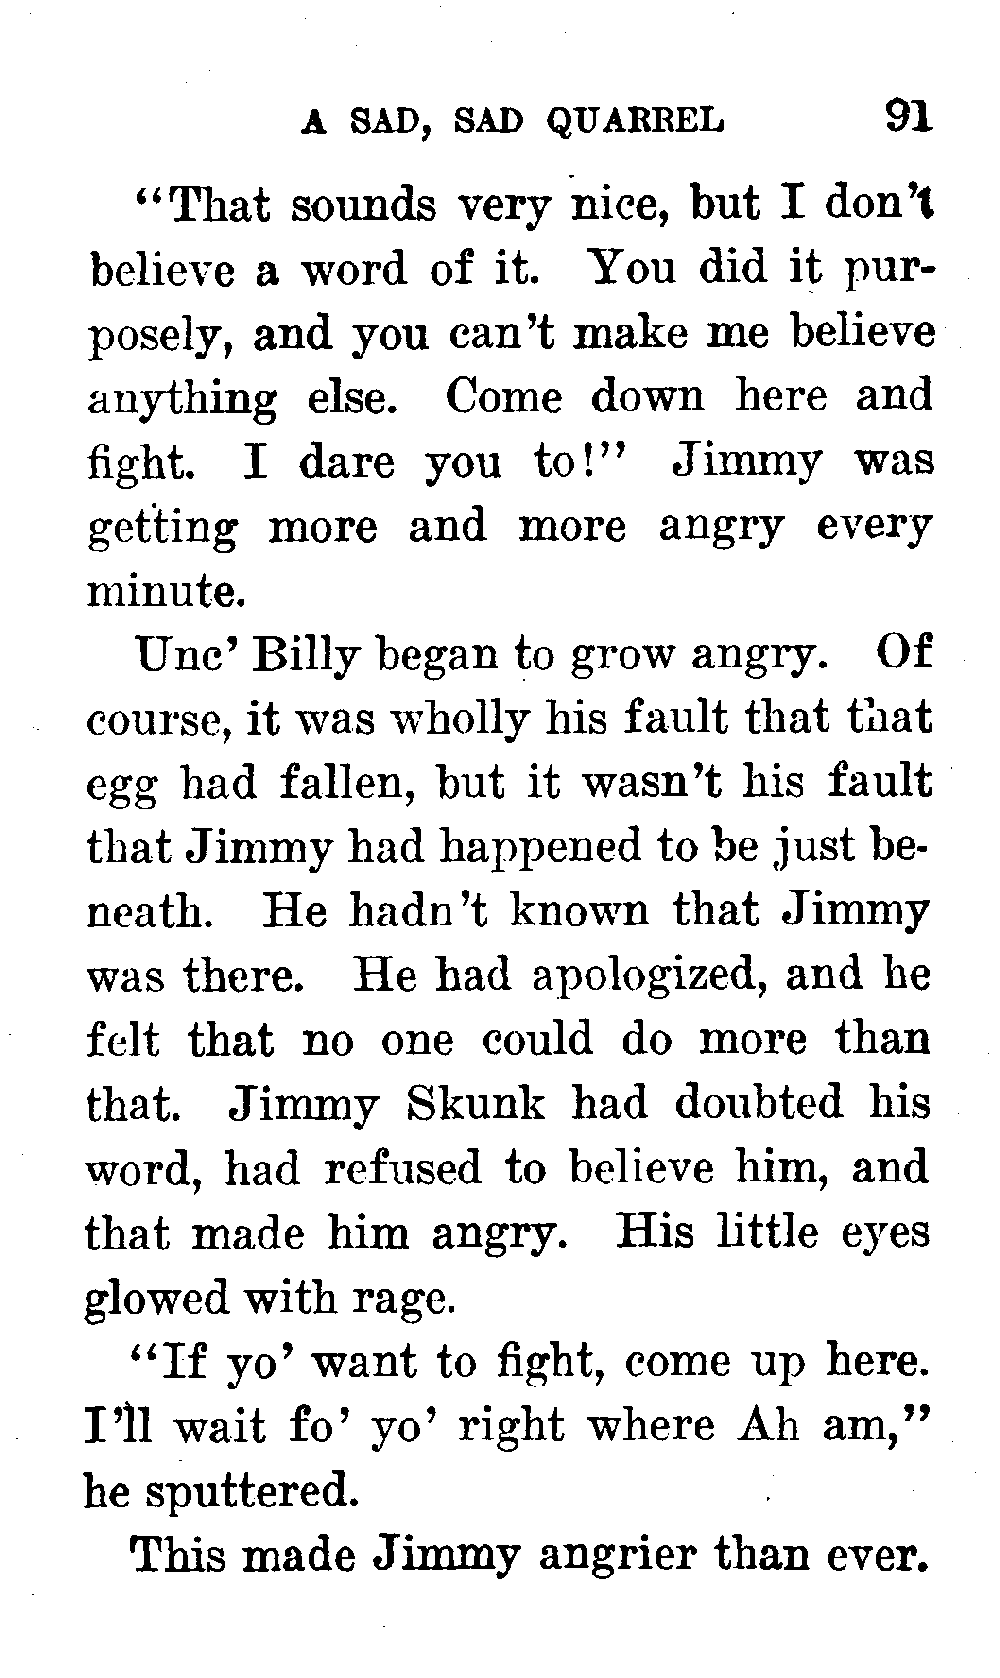 A SAD, SAD QUARREL 91
"That sounds very nice, but I don't
believe a word of it. You did it pur-
posely, and you can't make me believe
anything else. Come down here and
fight. I dare you to!" Jimmy was
getting more and more angry every
minute.
Unc' Billy began to grow angry. Of
course, it was wholly his fault that that
egg had fallen, but it wasn't his fault
that Jimmy had happened to be just be-
neath. He hadn't known that Jimmy
was there. He had apologized, and he
felt that no one could do more than
that. Jimmy Skunk had doubted his
word, had refused to believe him, and
that made him angry. His little eyes
glowed with rage.
"If yo' want to fight, come up here.
I'll wait fo' yo' right where Ah am,"
he sputtered.
This made Jimmy angrier than ever.